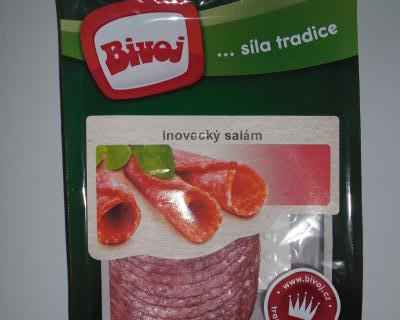 Bivoj
... síla tradice
Inovecký salám
www.bivoj.cz